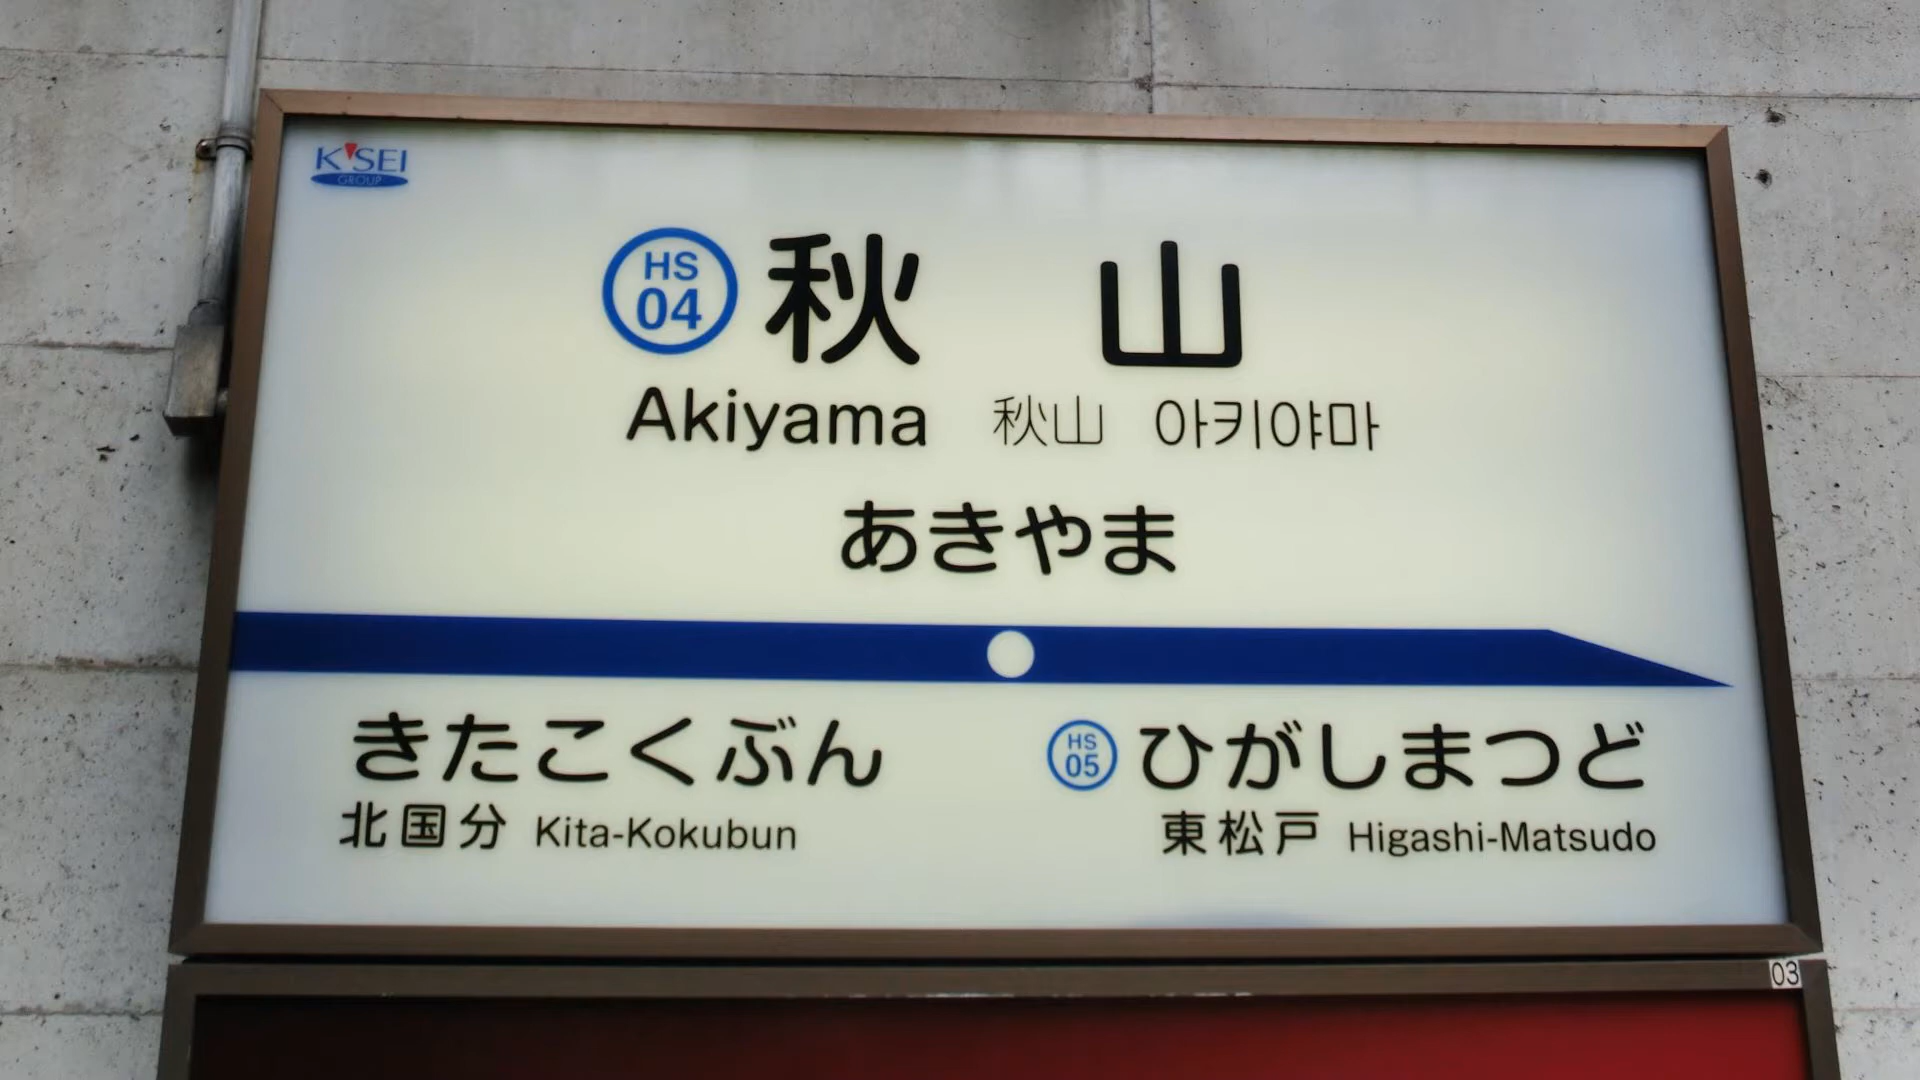 K'SEI
GROUP
HS 04 秋山
Akiyama 秋山 아키야마
あきやま
きたこくぶん HS 05 ひがしまつど
北国分 Kita-Kokubun 東松戸 Higashi-Matsudo
03